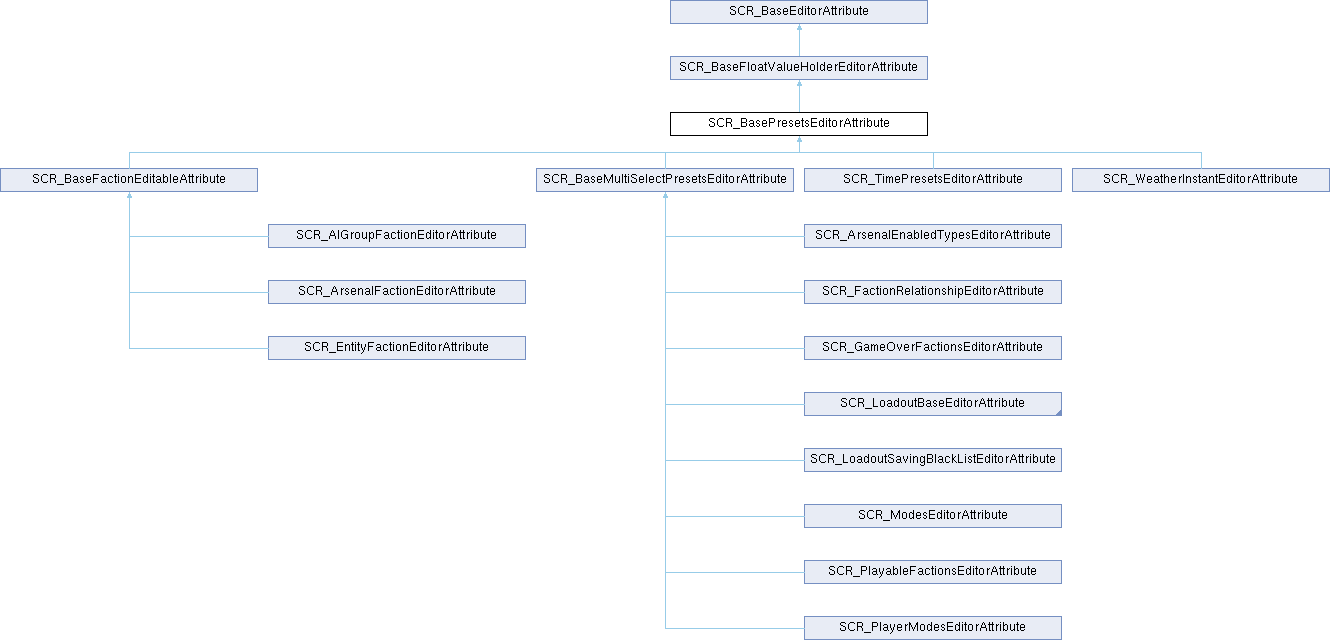 SCR_BaseEditorAttribute
SCR_BaseFloatValueHolderEditorAttribute
SCR_BasePresetsEditorAttribute
SCR_BaseFactionEditableAttribute
SCR_BaseMultiSelectPresetsEditorAttribute
SCR_TimePresetsEditorAttribute
SCR_WeatherInstantEditorAttribute
SCR_AIGroupFactionEditorAttribute
SCR_ArsenalEnabledTypesEditorAttribute
SCR_ArsenalFactionEditorAttribute
SCR_FactionRelationshipEditorAttribute
SCR_EntityFactionEditorAttribute
SCR_GameOverFactionsEditorAttribute
SCR_LoadoutBaseEditorAttribute
SCR_LoadoutSavingBlackListEditorAttribute
SCR_ModesEditorAttribute
SCR_PlayableFactionsEditorAttribute
SCR_PlayerModesEditorAttribute